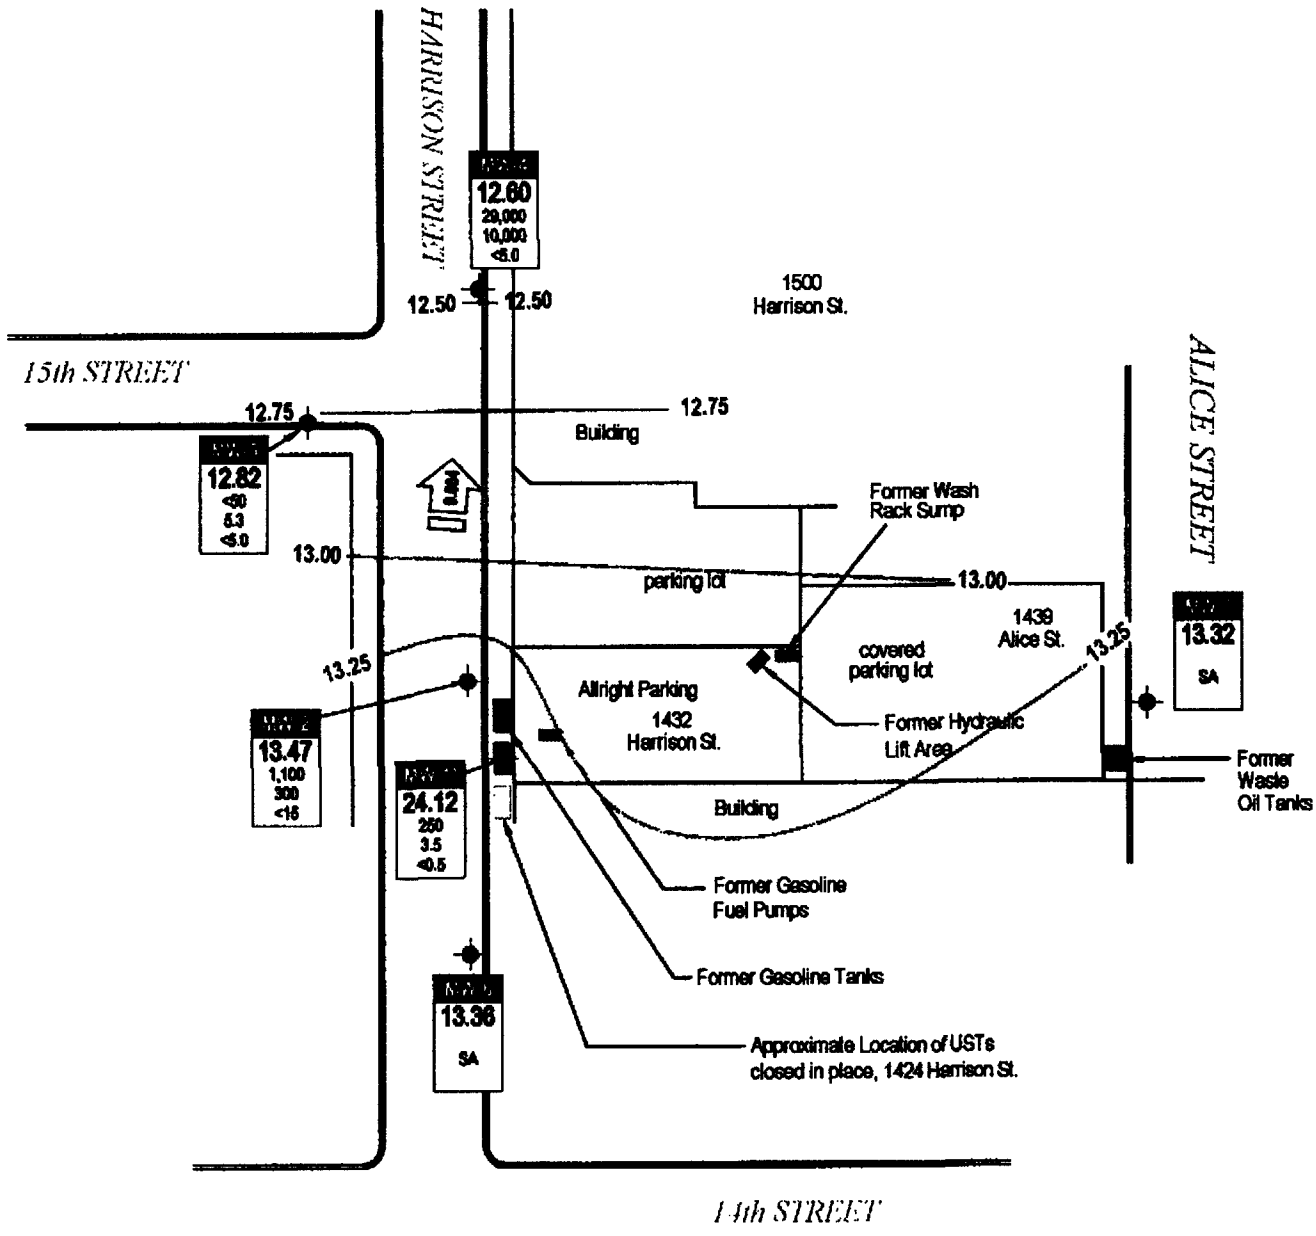 HARRISON STREET
12.60
29,000
10,000
<5.0
12.50
12.50
1500
Harrison St.
15th STREET
ALICE STREET
12.75
12.75
Building
12.82
<50
5.3
<5.0
Former Wash
Rack Sump
13.00
parking lot
13.00
1439
Alice St.
13.32
SA
13.25
covered
parking lot
13.25
Allright Parking
1432
Harrison St.
Former Hydraulic
Lift Area
13.47
1,100
300
<15
24.12
250
3.5
<0.5
Building
Former
Waste
Oil Tanks
Former Gasoline
Fuel Pumps
Former Gasoline Tanks
13.36
SA
Approximate Location of USTs
closed in place, 1424 Harrison St.
14th STREET